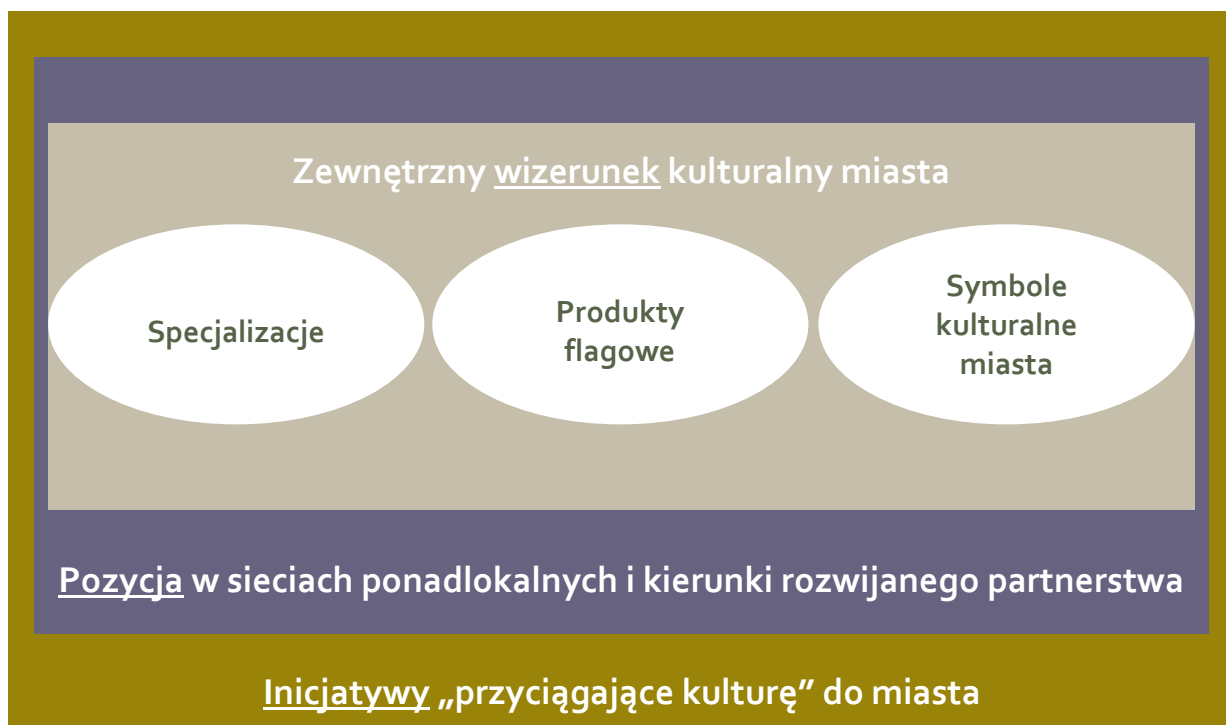 Zewnętrzny wizerunek kulturalny miasta
Specjalizacje
Produkty
flagowe
Symbole
kulturalne
miasta
Pozycja w sieciach ponadlokalnych i kierunki rozwijanego partnerstwa
Inicjatywy „przyciągające kulturę” do miasta